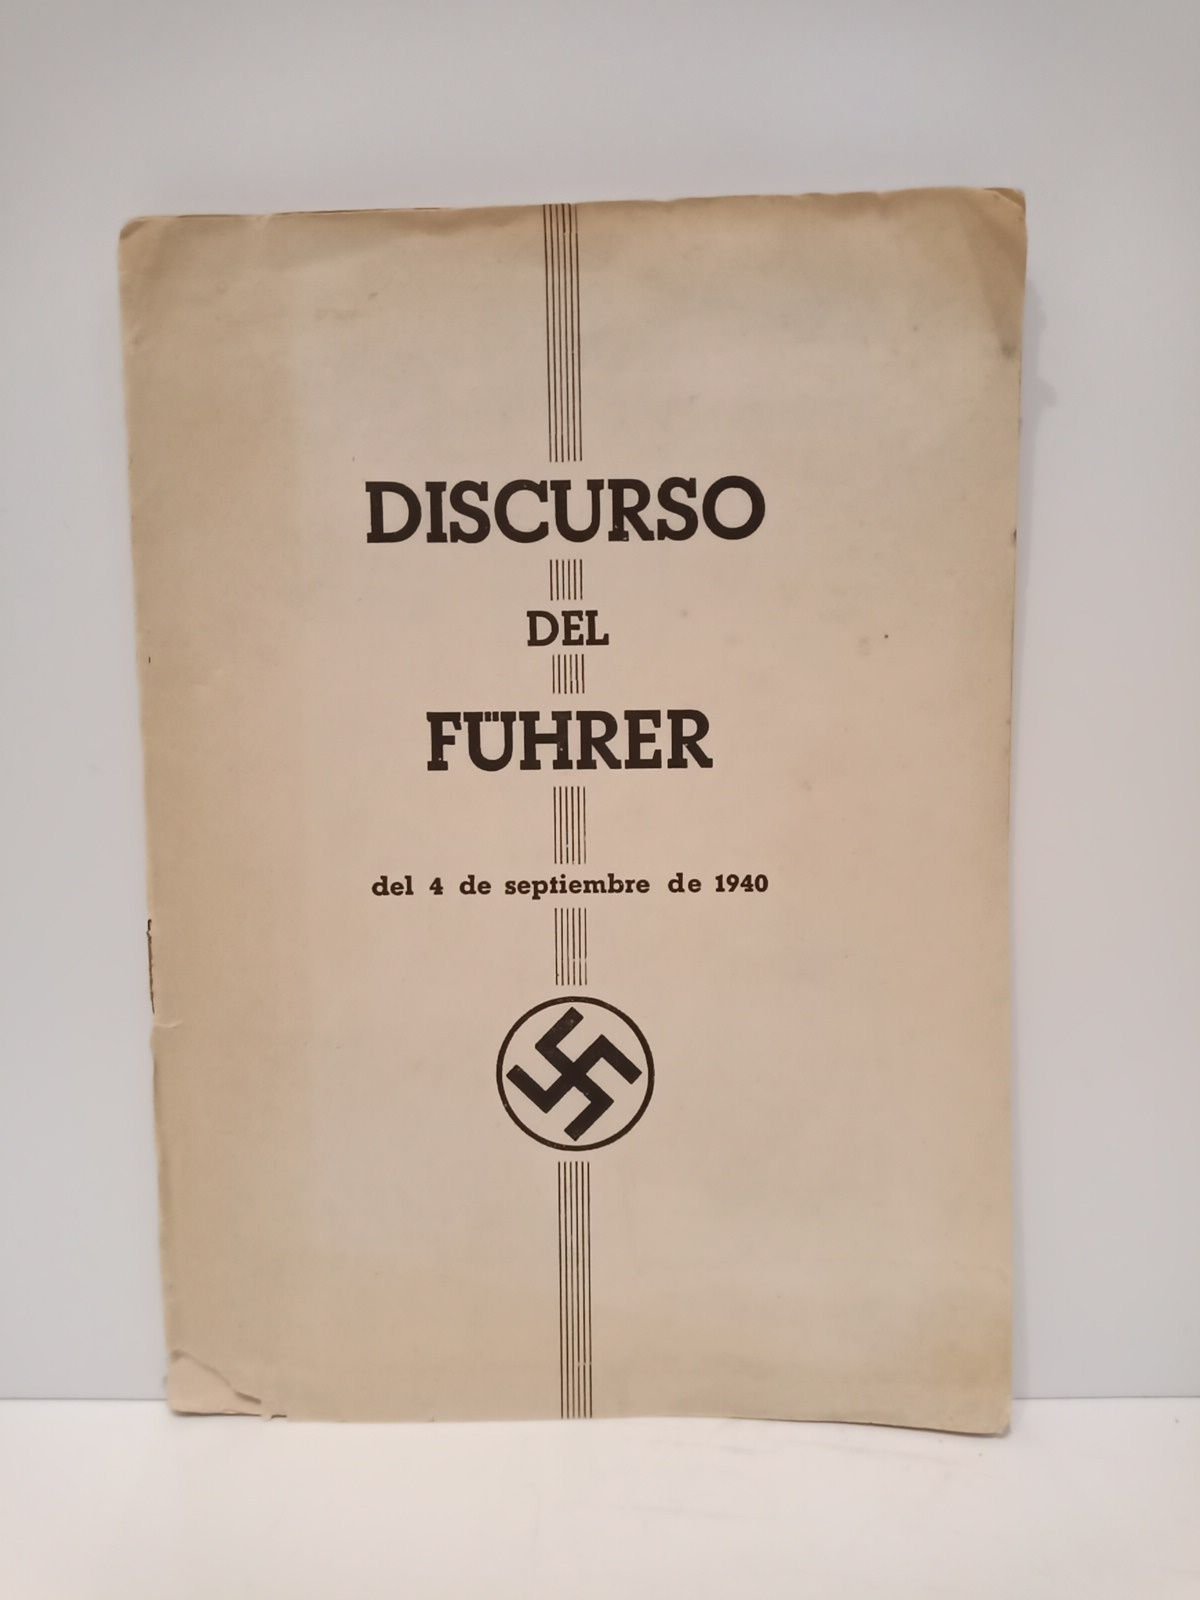 DISCURSO
DEL
FÜHRER
del 4 de septiembre de 1940